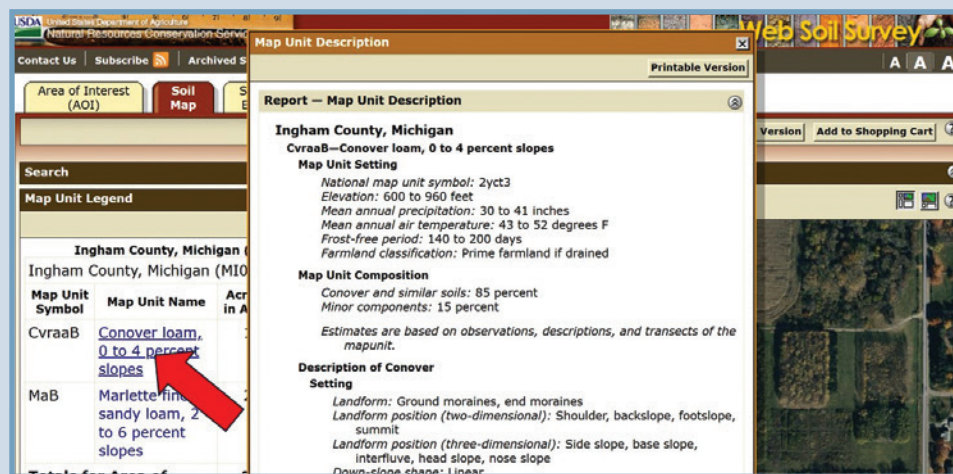 USDA United States Department of Agriculture
Natural Resources Conservation Servic
Web Soil Survey
Contact Us | Subscribe | Archived S
A A A
Area of Interest (AOI)
Soil Map
Version
Add to Shopping Cart
Search
Map Unit Legend
Ingham County, Michigan (
Ingham County, Michigan (MI0
Map Unit Symbol
Map Unit Name
Acr
in A
CvraaB
Conover loam,
0 to 4 percent
slopes
MaB
Marlette fine
sandy loam, 2
to 6 percent
slopes
Totals for Area of
Map Unit Description
Printable Version
Report — Map Unit Description
Ingham County, Michigan
CvraaB—Conover loam, 0 to 4 percent slopes
Map Unit Setting
National map unit symbol: 2yct3
Elevation: 600 to 960 feet
Mean annual precipitation: 30 to 41 inches
Mean annual air temperature: 43 to 52 degrees F
Frost-free period: 140 to 200 days
Farmland classification: Prime farmland if drained
Map Unit Composition
Conover and similar soils: 85 percent
Minor components: 15 percent
Estimates are based on observations, descriptions, and transects of the
mapunit.
Description of Conover
Setting
Landform: Ground moraines, end moraines
Landform position (two-dimensional): Shoulder, backslope, footslope,
summit
Landform position (three-dimensional): Side slope, base slope,
interfluve, head slope, nose slope
Down-slope shape: Linear